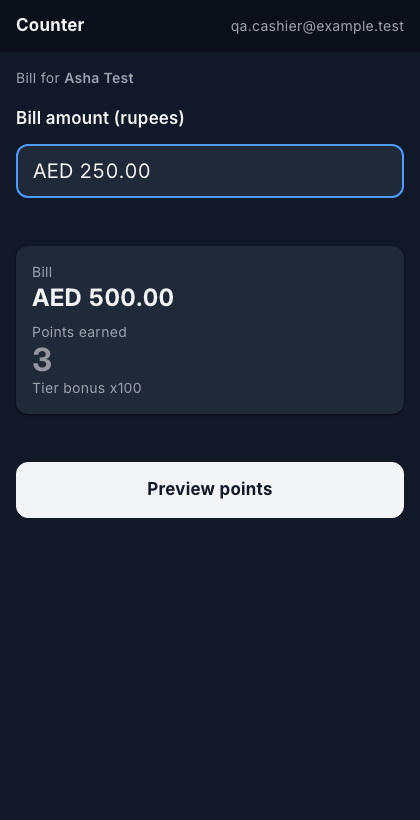 Counter
qa.cashier@example.test
Bill for Asha Test
Bill amount (rupees)
AED 250.00
Bill
AED 500.00
Points earned
3
Tier bonus x100
Preview points